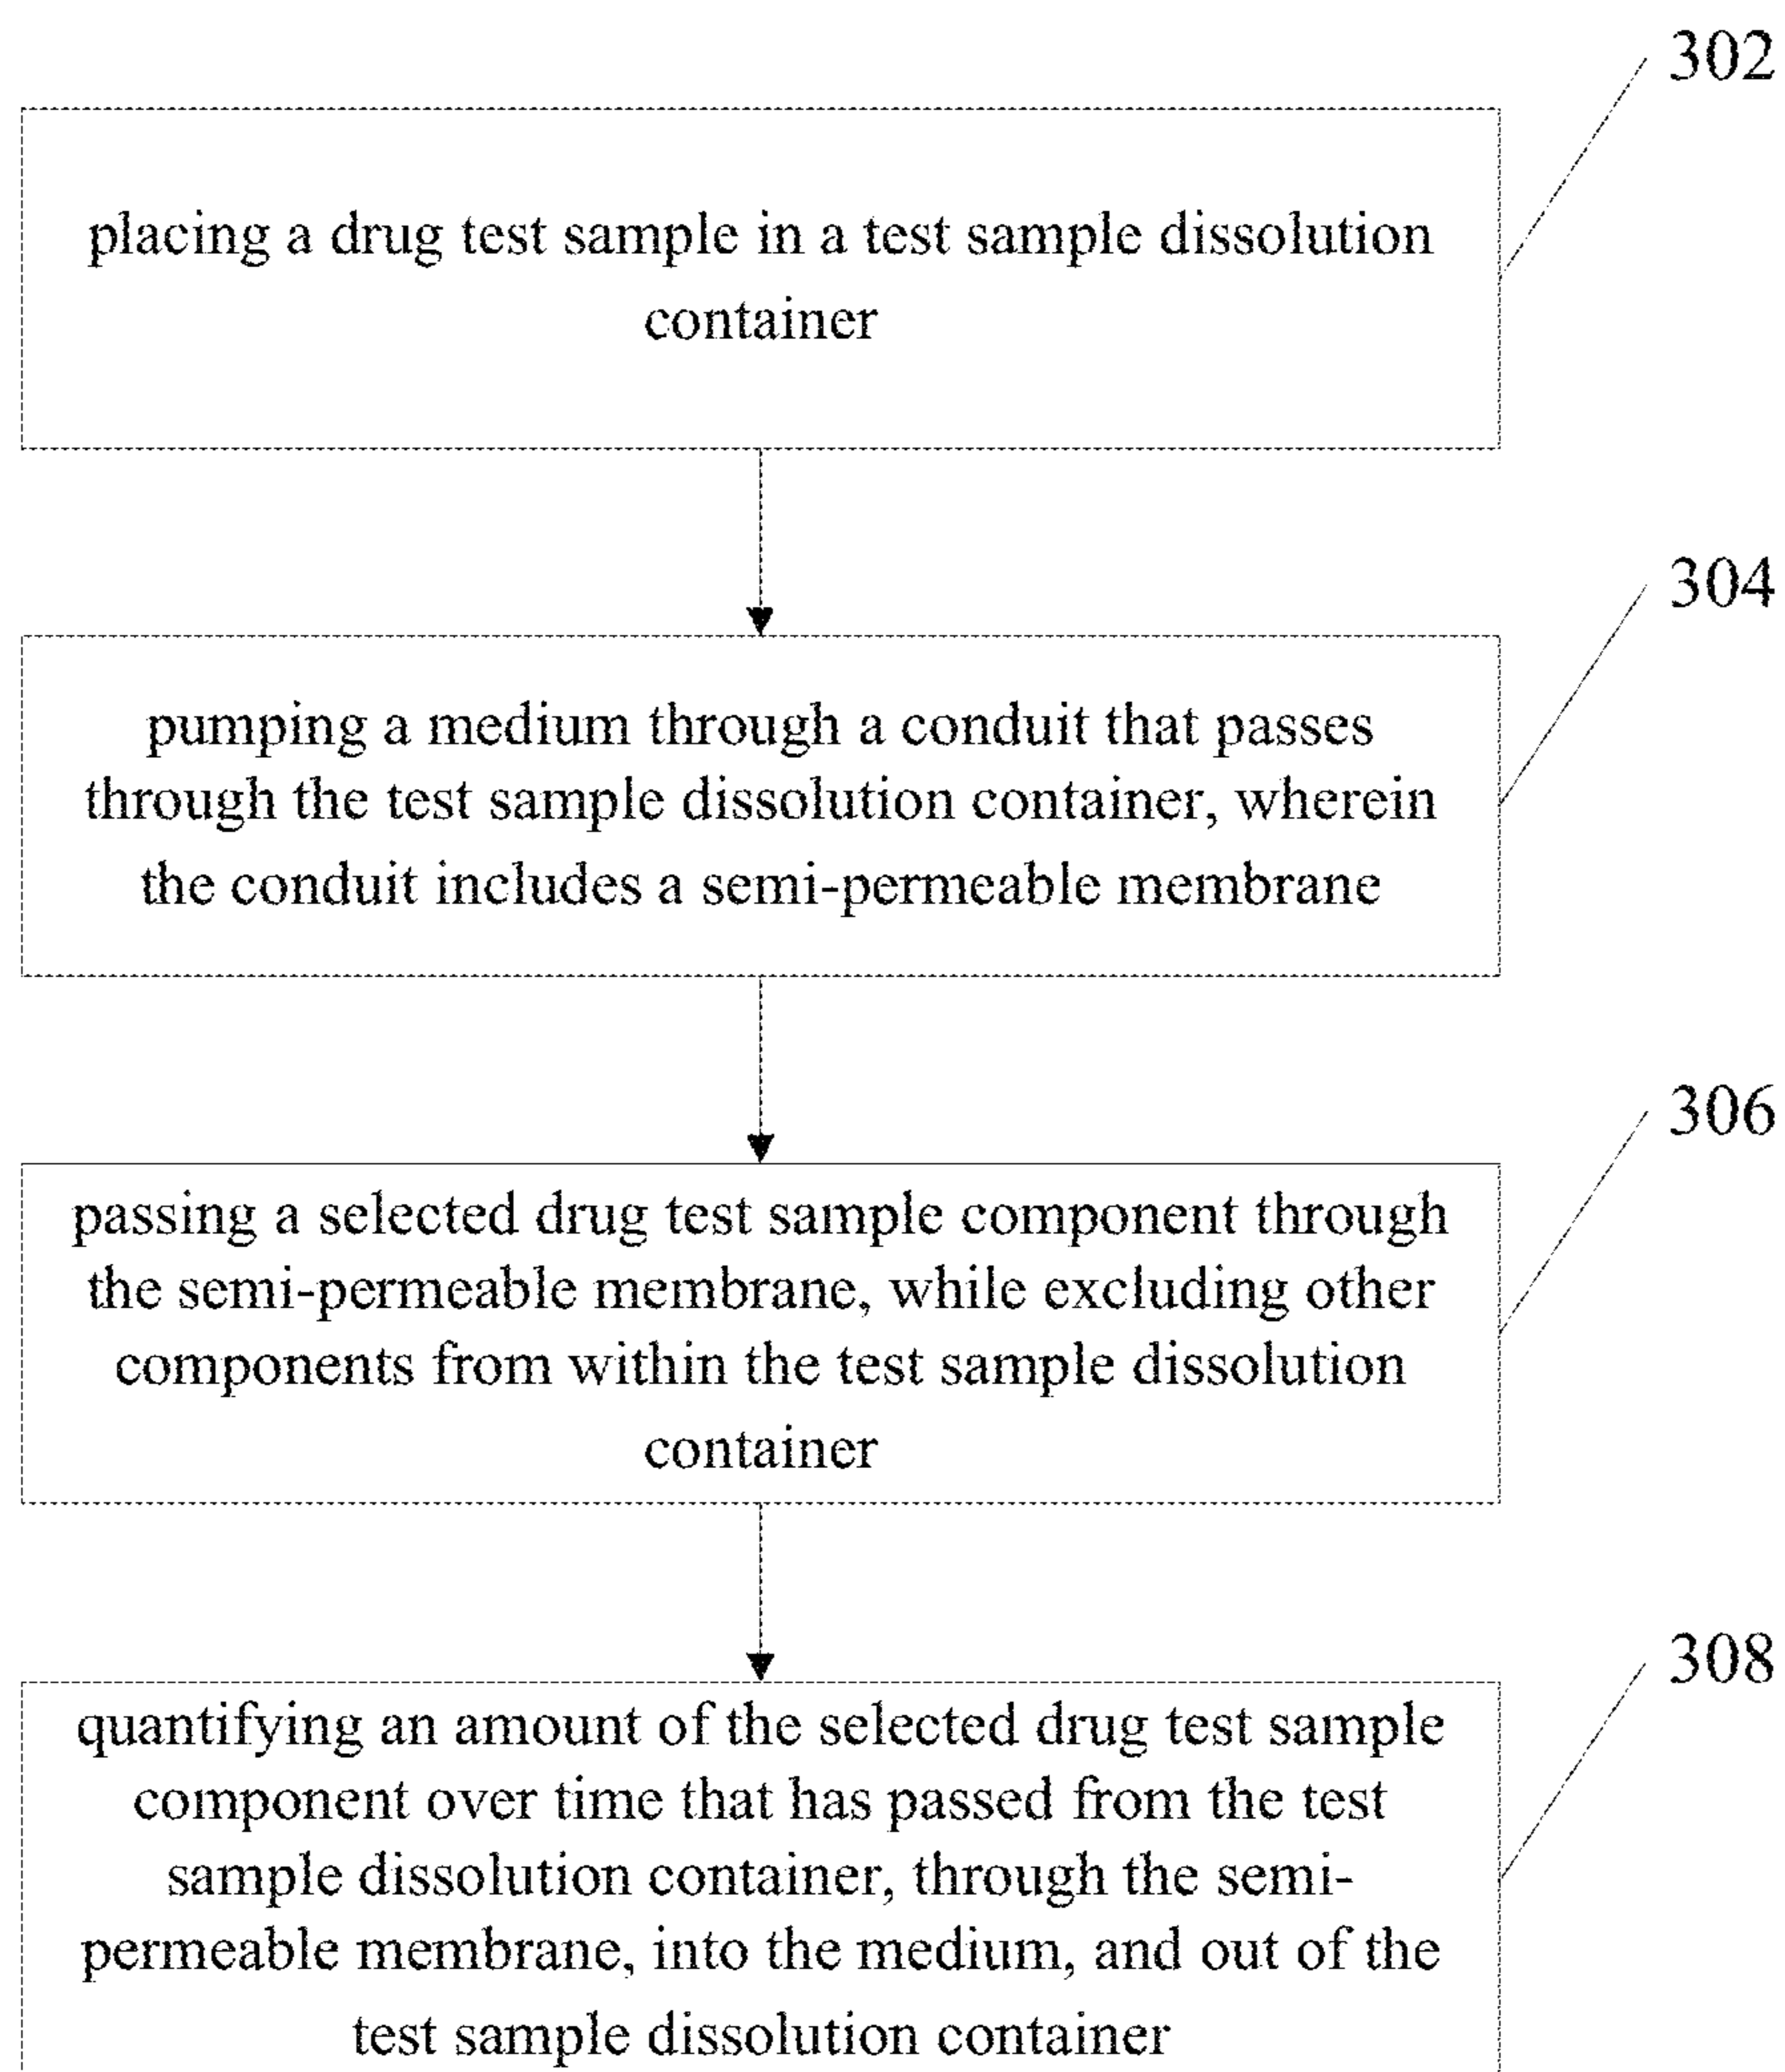 302
placing a drug test sample in a test sample dissolution
container
304
pumping a medium through a conduit that passes
through the test sample dissolution container, wherein
the conduit includes a semi-permeable membrane
306
passing a selected drug test sample component through
the semi-permeable membrane, while excluding other
components from within the test sample dissolution
container
308
quantifying an amount of the selected drug test sample
component over time that has passed from the test
sample dissolution container, through the semi-
permeable membrane, into the medium, and out of the
test sample dissolution container